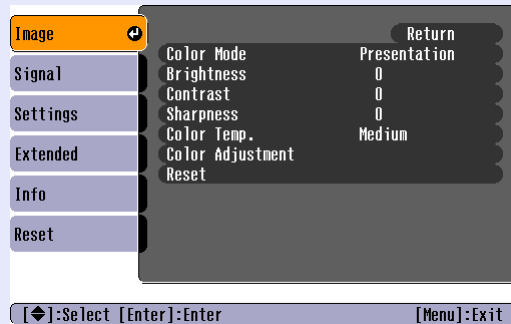 Image
Signal
Settings
Extended
Info
Reset
Return
Color Mode Presentation
Brightness 0
Contrast 0
Sharpness 0
Color Temp. Medium
Color Adjustment
Reset
[◆]:Select [Enter]:Enter [Menu]:Exit